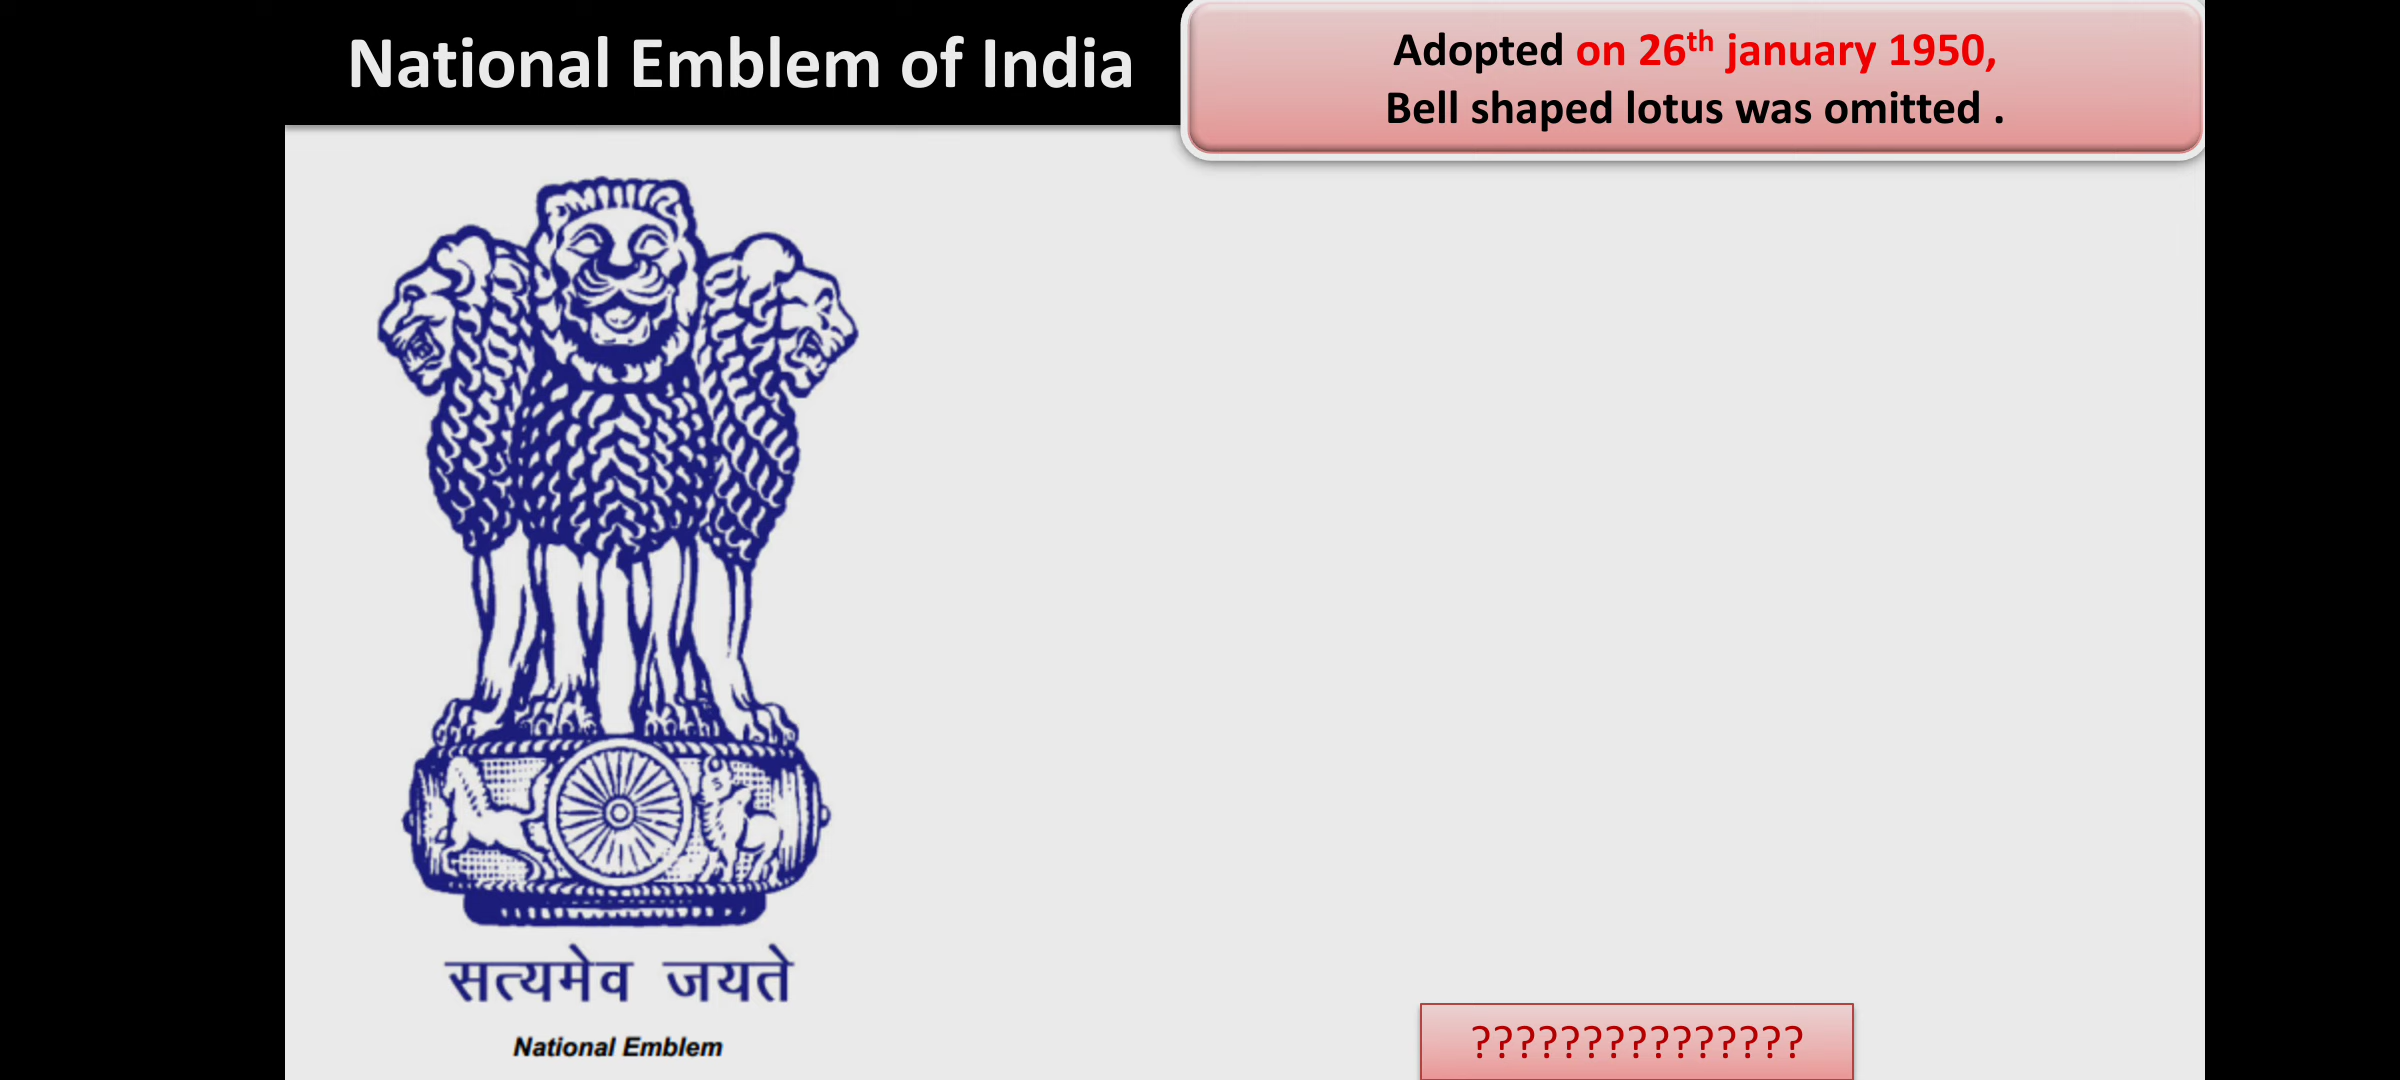 National Emblem of India
Adopted on 26th january 1950,
Bell shaped lotus was omitted .
सत्यमेव जयते
National Emblem
???????????????